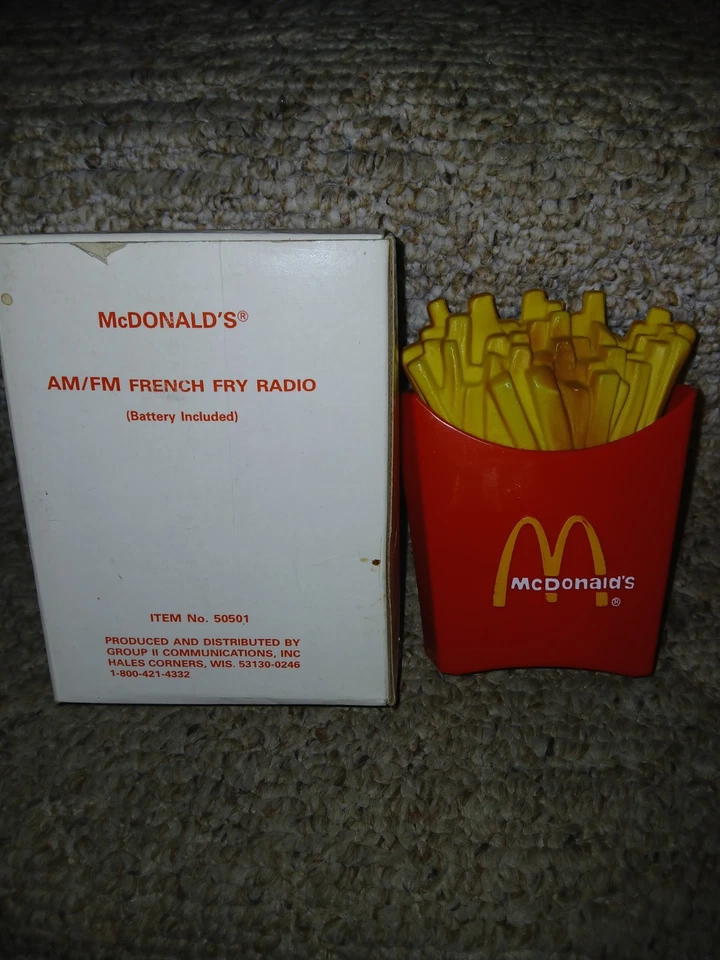 McDONALD'S®
AM/FM FRENCH FRY RADIO
(Battery Included)
ITEM No. 50501
PRODUCED AND DISTRIBUTED BY
GROUP II COMMUNICATIONS, INC
HALES CORNERS, WIS. 53130-0246
1-800-421-4332
McDonald's
®